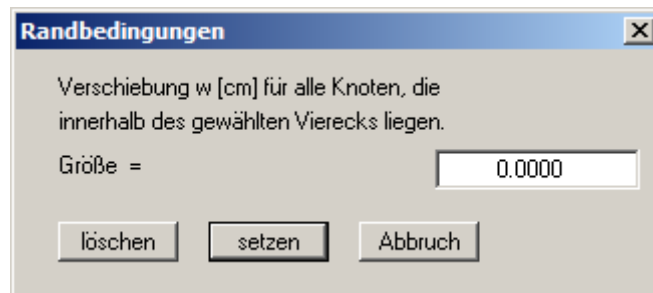 Randbedingungen
Verschiebung w [cm] für alle Knoten, die
innerhalb des gewählten Vierecks liegen.
Größe = 0.0000
löschen setzen Abbruch